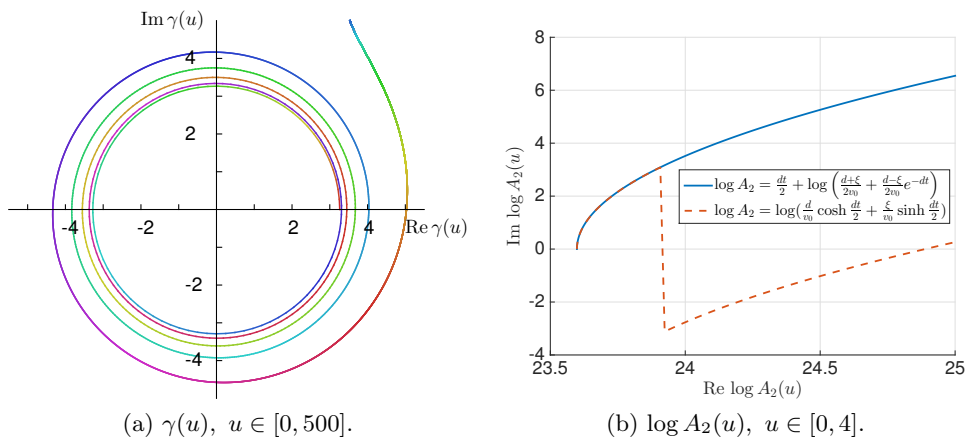 Im γ(u)
4
2
-4 -2 2 4
Re γ(u)
-2
-4
(a) γ(u), u ∈ [0, 500].
8
6
4
2
0
-2
-4
Im log A₂(u)
log A₂ = dt/2 + log ( (d+ξ)/(2v₀) + (d−ξ)/(2v₀) e^{−dt} )
log A₂ = log( d/v₀ cosh dt/2 + ξ/v₀ sinh dt/2 )
23.5 24 24.5 25
Re log A₂(u)
(b) log A₂(u), u ∈ [0, 4].